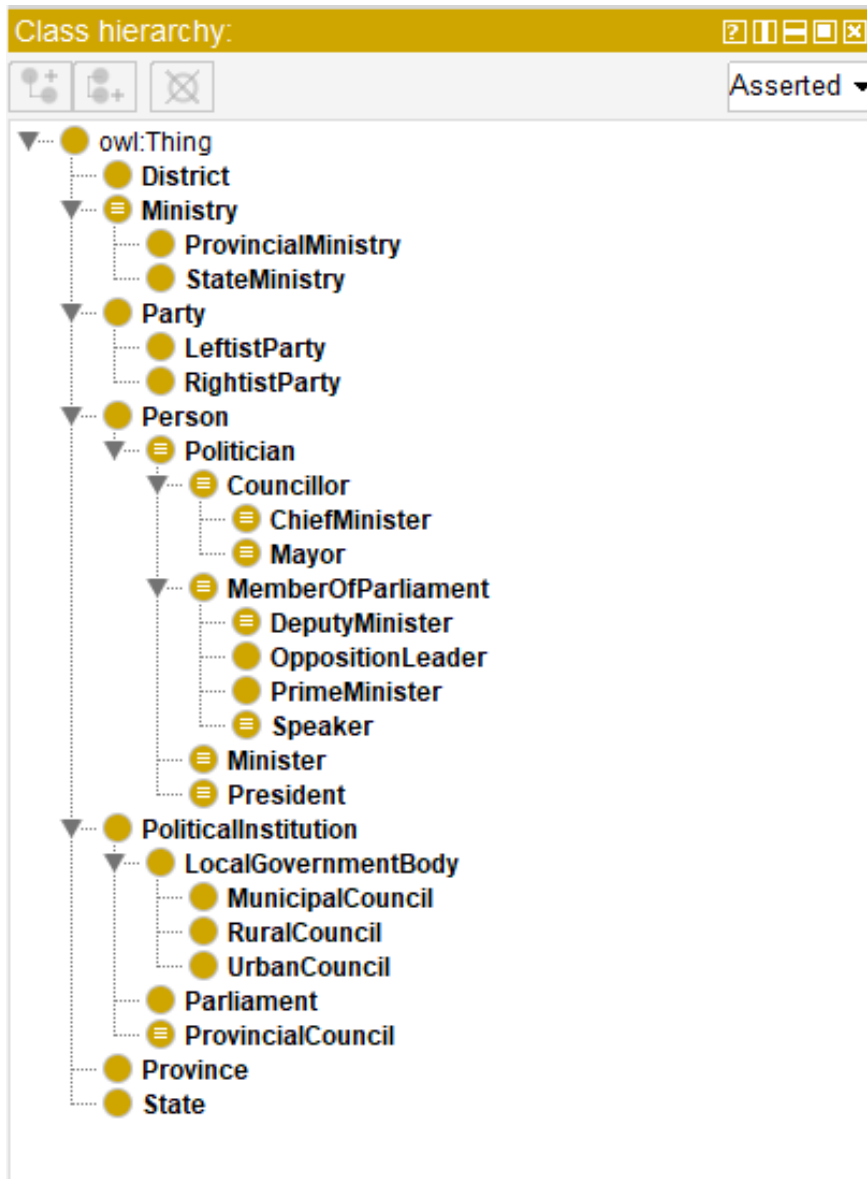 Class hierarchy:
Asserted
owl:Thing
District
Ministry
ProvincialMinistry
StateMinistry
Party
LeftistParty
RightistParty
Person
Politician
Councillor
ChiefMinister
Mayor
MemberOfParliament
DeputyMinister
OppositionLeader
PrimeMinister
Speaker
Minister
President
PoliticalInstitution
LocalGovernmentBody
MunicipalCouncil
RuralCouncil
UrbanCouncil
Parliament
ProvincialCouncil
Province
State